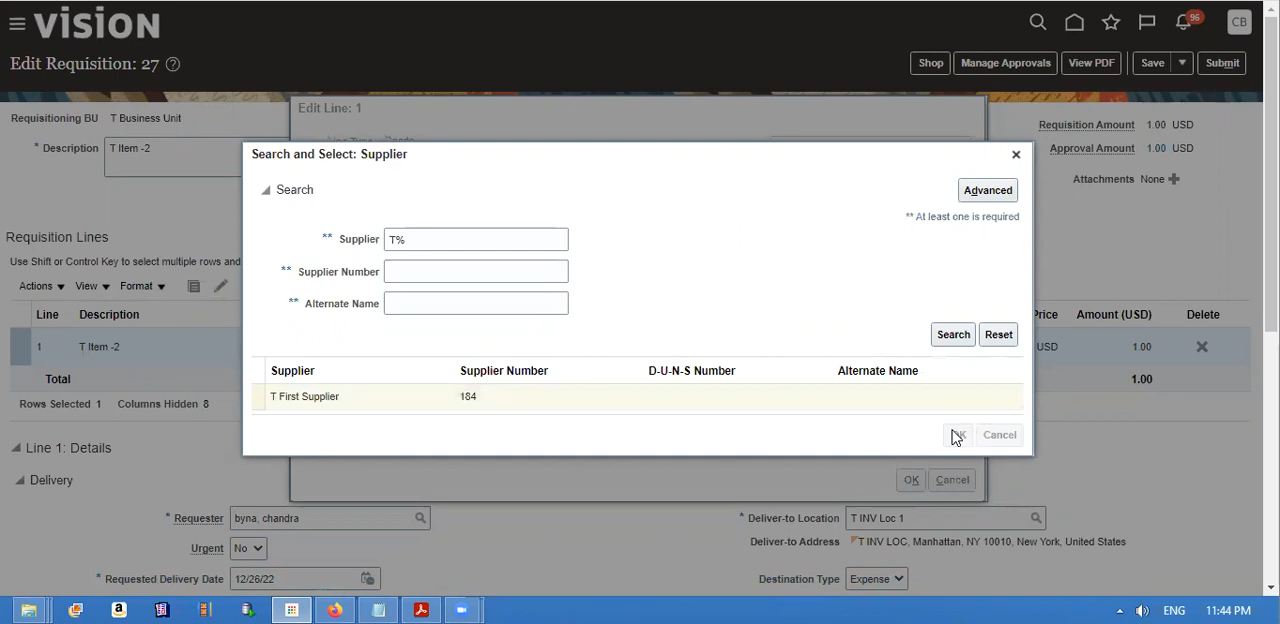 vision
96
CB
Edit Requisition: 27
Shop
Manage Approvals
View PDF
Save
Submit
Requisitioning BU T Business Unit
Edit Line: 1
* Description T Item -2
Requisition Amount 1.00 USD
Approval Amount 1.00 USD
Attachments None
Search and Select: Supplier
Search
Advanced
** At least one is required
** Supplier T%
** Supplier Number
** Alternate Name
Search Reset
Supplier Supplier Number D-U-N-S Number Alternate Name
T First Supplier 184
OK Cancel
Requisition Lines
Use Shift or Control Key to select multiple rows and
Actions View Format
Line Description Price Amount (USD) Delete
1 T Item -2 USD 1.00
Total 1.00
Rows Selected 1 Columns Hidden 8
Line 1: Details
OK Cancel
Delivery
* Requester byna, chandra
* Deliver-to Location T INV Loc 1
Urgent No
Deliver-to Address T INV LOC, Manhattan, NY 10010, New York, United States
* Requested Delivery Date 12/26/22
Destination Type Expense
ENG 11:44 PM